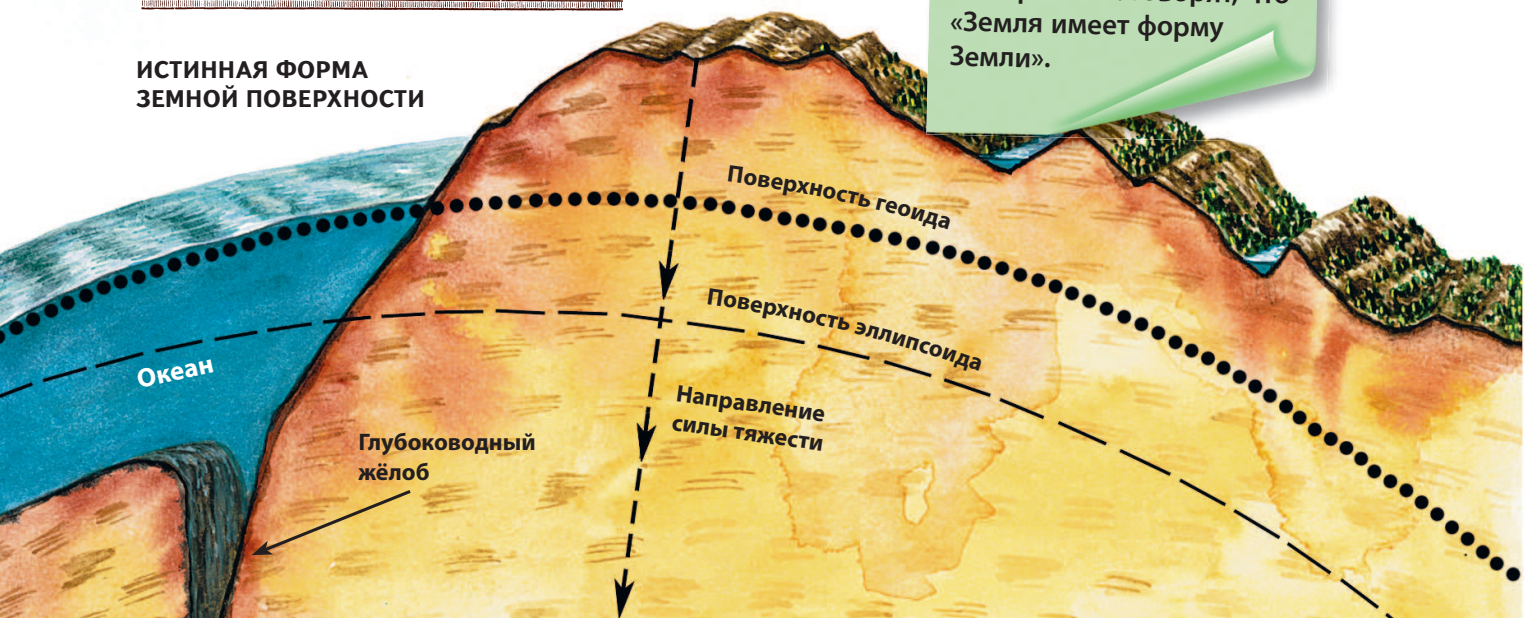 «Земля имеет форму
Земли».
ИСТИННАЯ ФОРМА
ЗЕМНОЙ ПОВЕРХНОСТИ
Поверхность геоида
Поверхность эллипсоида
Океан
Направление
силы тяжести
Глубоководный
жёлоб